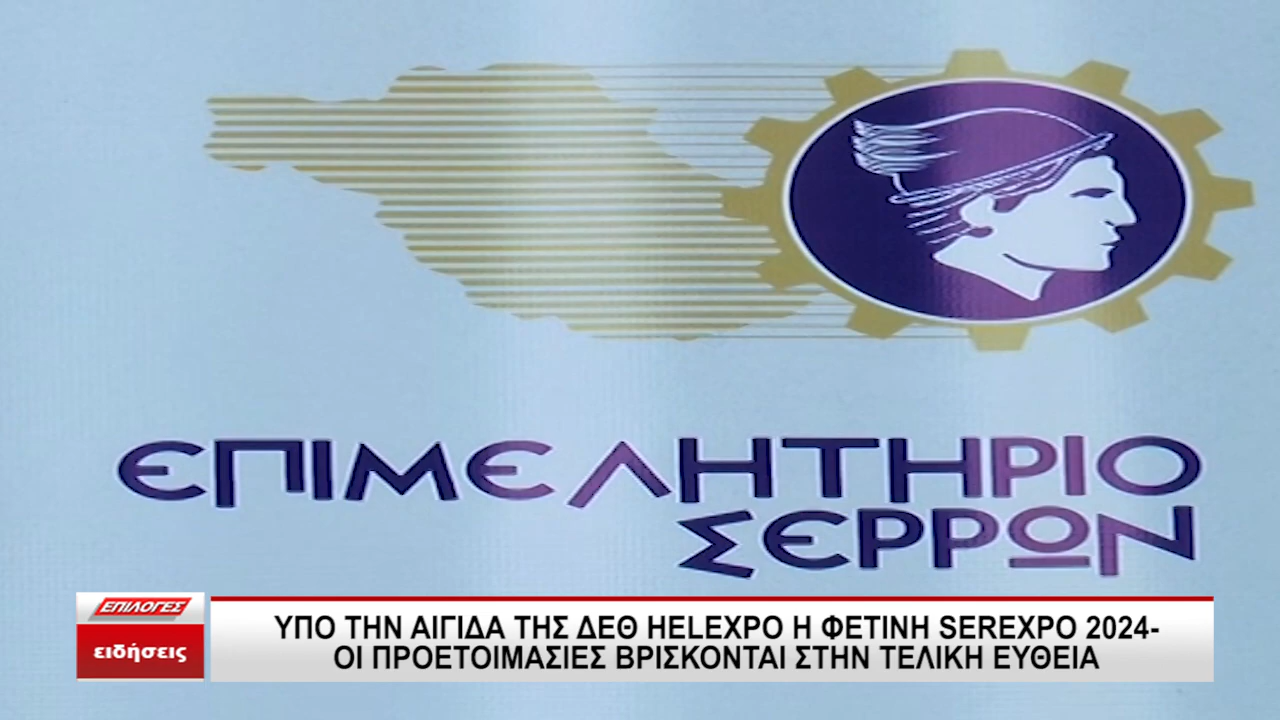 ΕΠΙΜΕΛΗΤΗΡΙΟ
ΣΕΡΡΩΝ
ΕΠΙΛΟΓΕΣ
ειδήσεις
ΥΠΟ ΤΗΝ ΑΙΓΙΔΑ ΤΗΣ ΔΕΘ HELEXPO Η ΦΕΤΙΝΗ SEREXPO 2024-
ΟΙ ΠΡΟΕΤΟΙΜΑΣΙΕΣ ΒΡΙΣΚΟΝΤΑΙ ΣΤΗΝ ΤΕΛΙΚΗ ΕΥΘΕΙΑ